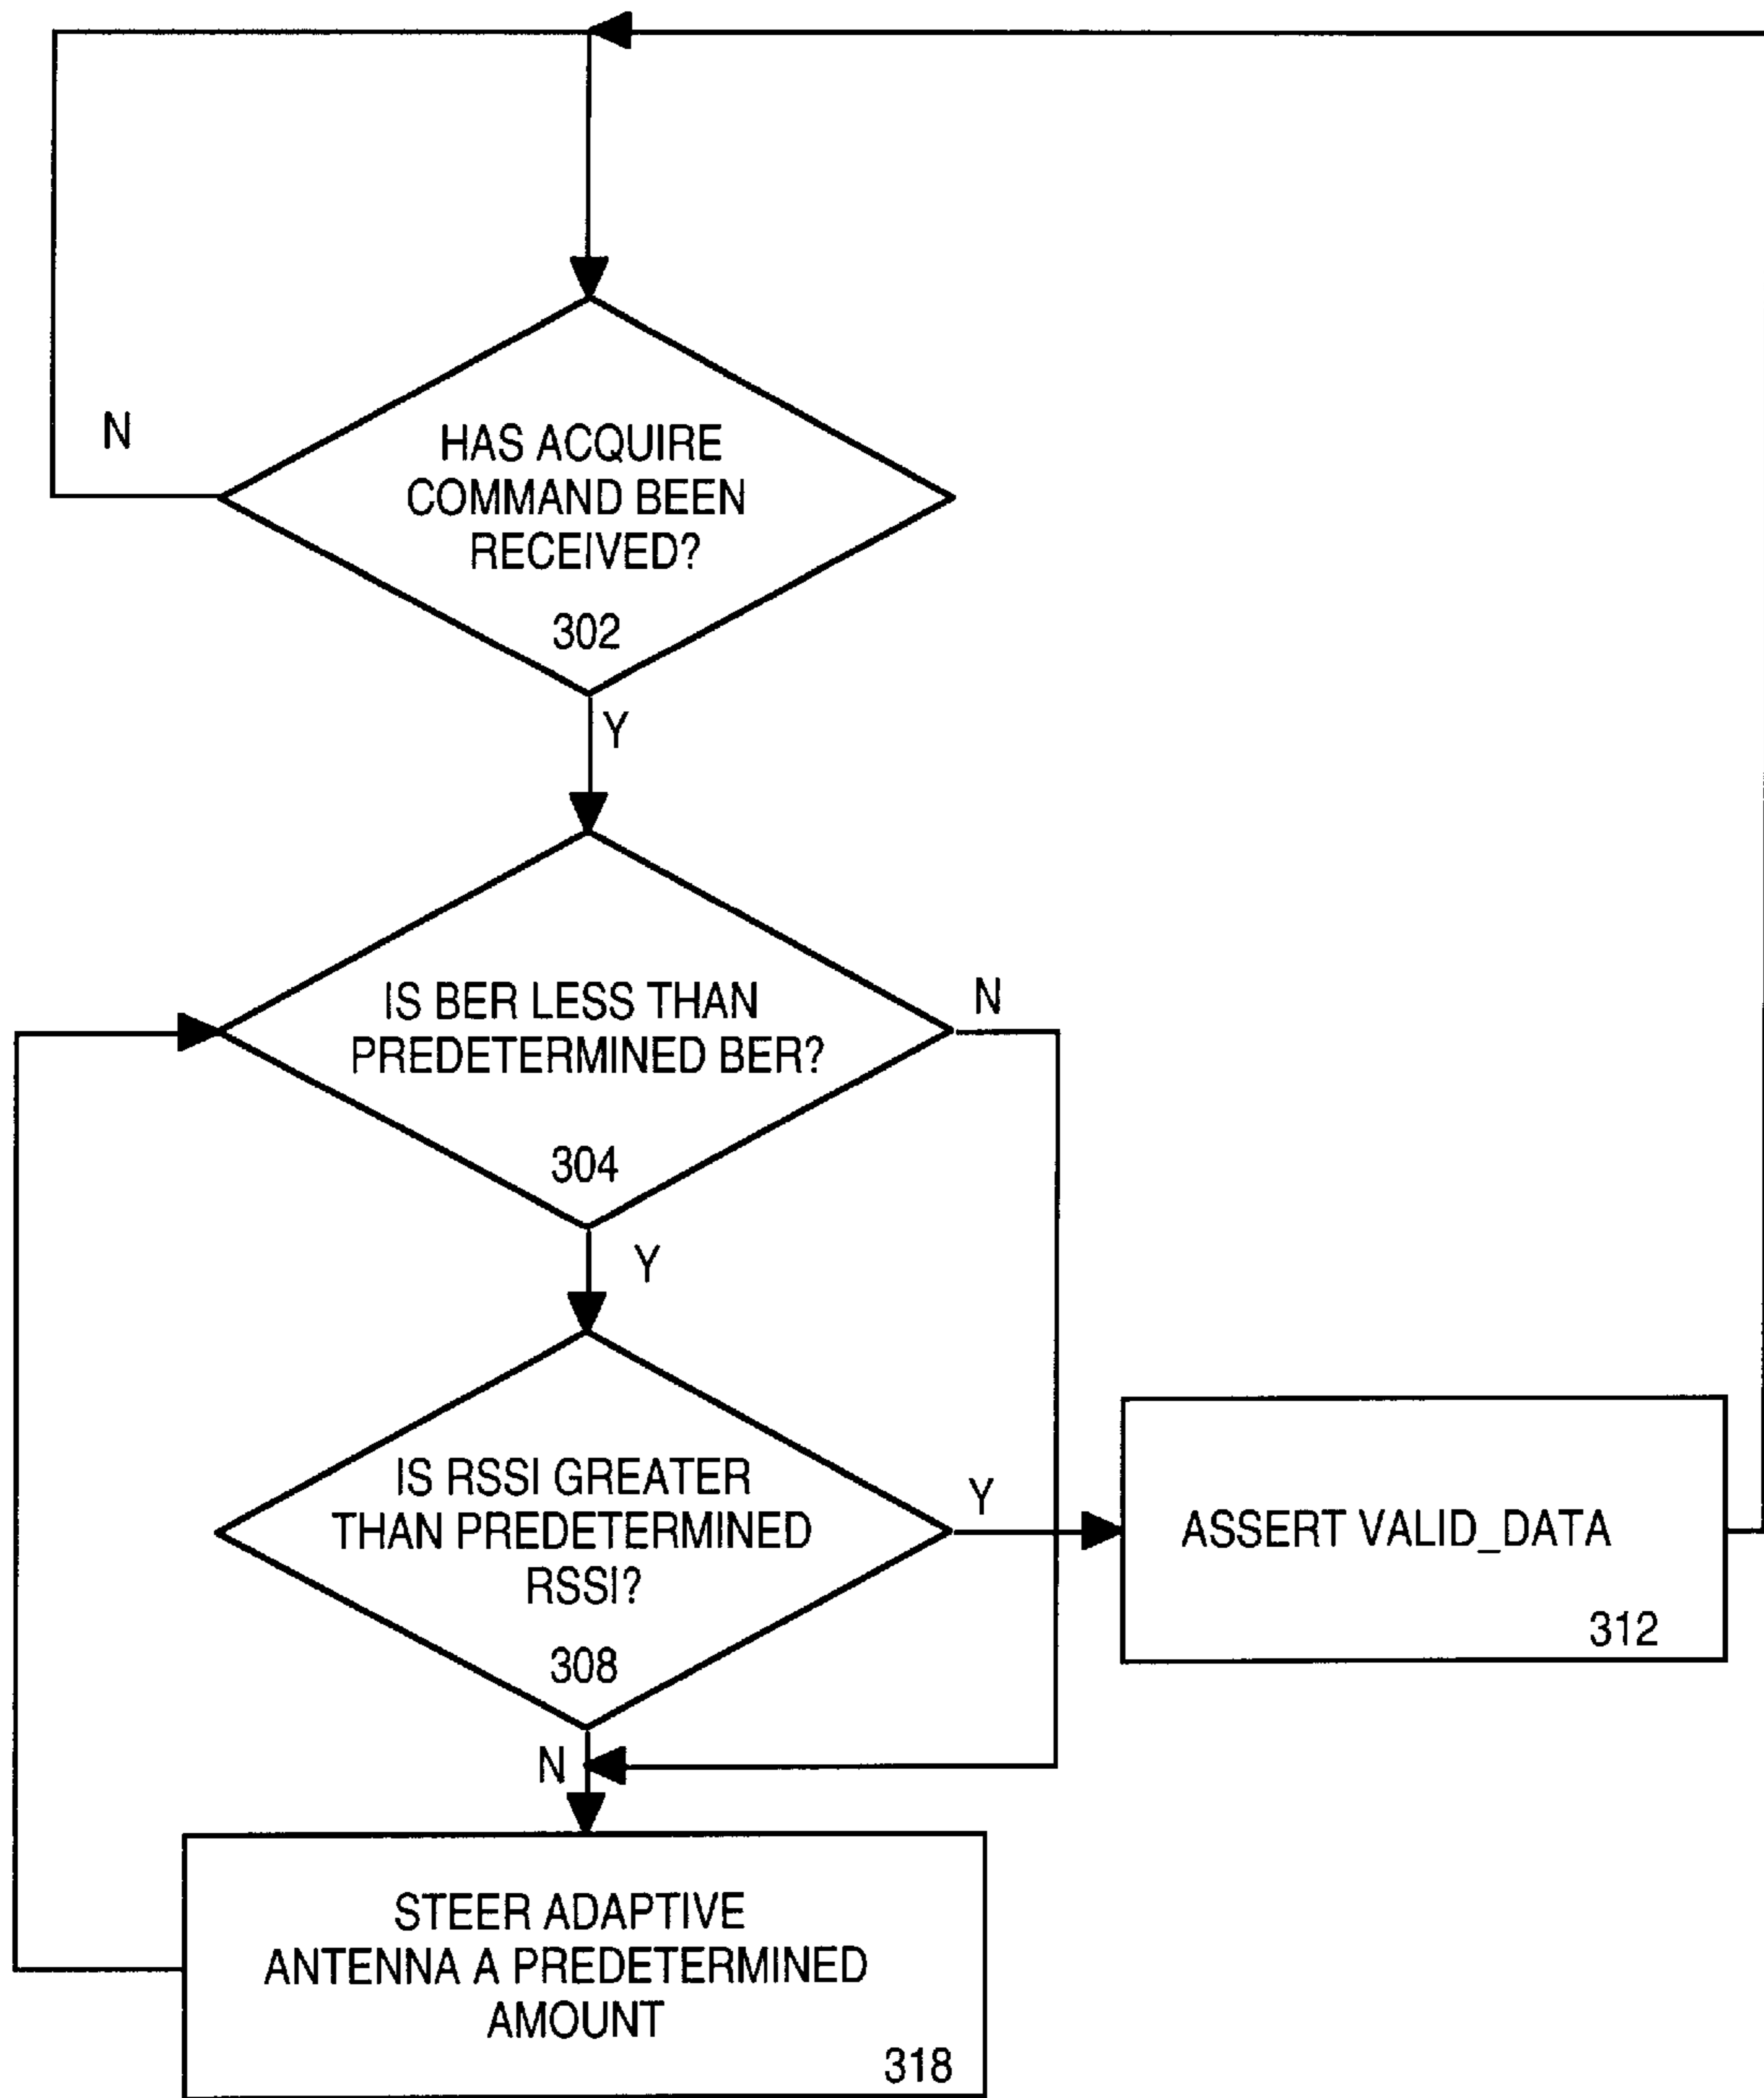 N
HAS ACQUIRE
COMMAND BEEN
RECEIVED?
302
Y
IS BER LESS THAN
PREDETERMINED BER?
304
N
Y
IS RSSI GREATER
THAN PREDETERMINED
RSSI?
308
Y
ASSERT VALID_DATA
312
N
STEER ADAPTIVE
ANTENNA A PREDETERMINED
AMOUNT
318